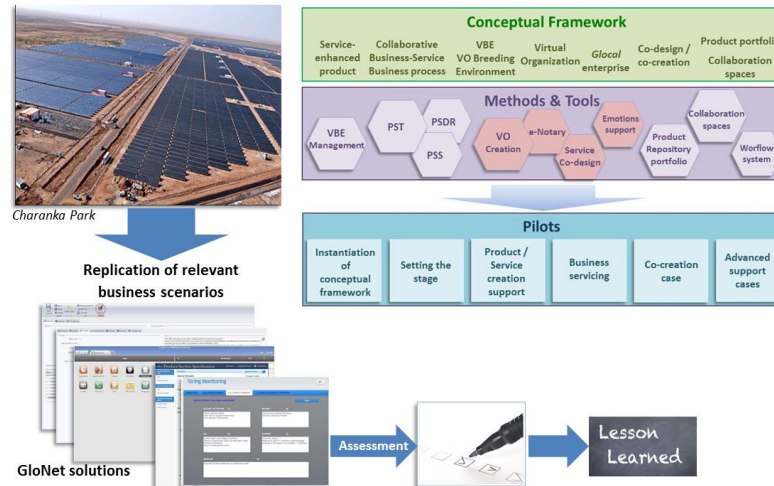 Charanka Park
Replication of relevant
business scenarios
Product/Service Specification
String Monitoring
GloNet solutions
Conceptual Framework
Service-
enhanced
product
Collaborative
Business-Service
Business process
VBE
VO Breeding
Environment
Virtual
Organization
Glocal
enterprise
Co-design /
co-creation
Product portfoli
Collaboration
spaces
Methods & Tools
VBE
Management
PST
PSDR
PSS
VO
Creation
e-Notary
Service
Co-design
Emotions
support
Product
Repository
portfolio
Collaboration
spaces
Worflow
system
Pilots
Instantiation
of
conceptual
framework
Setting the
stage
Product /
Service
creation
support
Business
servicing
Co-creation
case
Advanced
support
cases
Assessment
Lesson
Learned